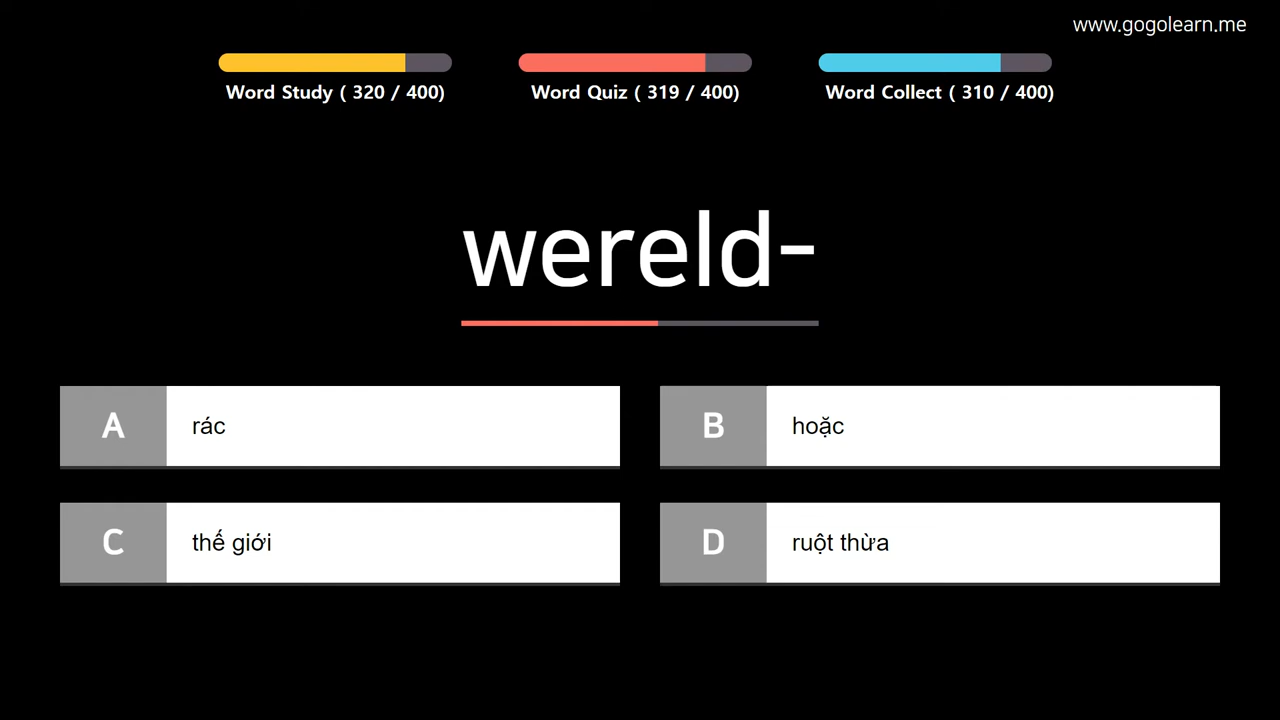 www.gogolearn.me
Word Study ( 320 / 400)
Word Quiz ( 319 / 400)
Word Collect ( 310 / 400)
wereld-
A rác
B hoặc
C thế giới
D ruột thừa